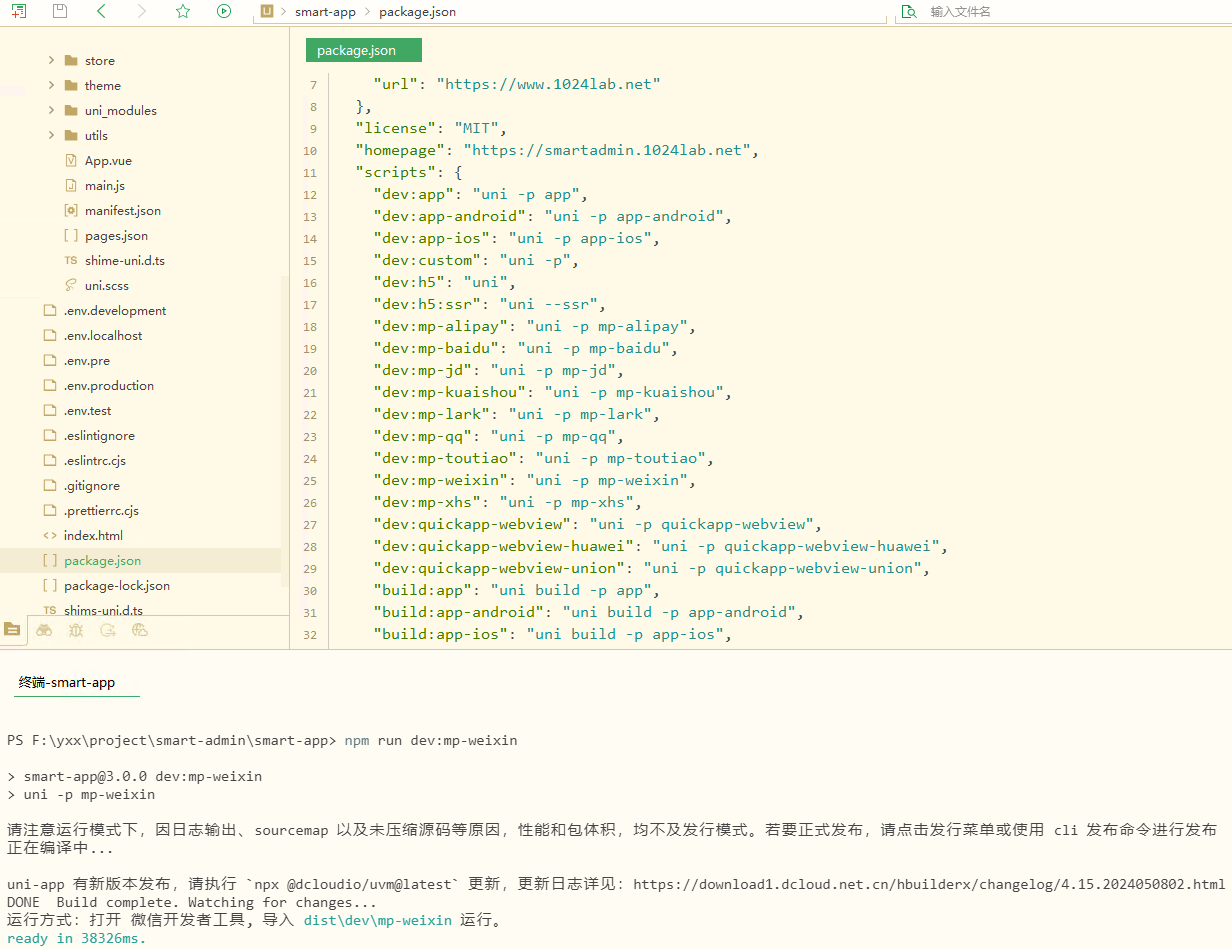 smart-app
package.json
输入文件名
store
theme
uni_modules
utils
App.vue
main.js
manifest.json
pages.json
TS shime-uni.d.ts
uni.scss
.env.development
.env.localhost
.env.pre
.env.production
.env.test
.eslintignore
.eslintrc.cjs
.gitignore
.prettierrc.cjs
index.html
package.json
package-lock.json
TS shims-uni.d.ts
package.json
7 "url": "https://www.1024lab.net"
8 },
9 "license": "MIT",
10 "homepage": "https://smartadmin.1024lab.net",
11 "scripts": {
12 "dev:app": "uni -p app",
13 "dev:app-android": "uni -p app-android",
14 "dev:app-ios": "uni -p app-ios",
15 "dev:custom": "uni -p",
16 "dev:h5": "uni",
17 "dev:h5:ssr": "uni --ssr",
18 "dev:mp-alipay": "uni -p mp-alipay",
19 "dev:mp-baidu": "uni -p mp-baidu",
20 "dev:mp-jd": "uni -p mp-jd",
21 "dev:mp-kuaishou": "uni -p mp-kuaishou",
22 "dev:mp-lark": "uni -p mp-lark",
23 "dev:mp-qq": "uni -p mp-qq",
24 "dev:mp-toutiao": "uni -p mp-toutiao",
25 "dev:mp-weixin": "uni -p mp-weixin",
26 "dev:mp-xhs": "uni -p mp-xhs",
27 "dev:quickapp-webview": "uni -p quickapp-webview",
28 "dev:quickapp-webview-huawei": "uni -p quickapp-webview-huawei",
29 "dev:quickapp-webview-union": "uni -p quickapp-webview-union",
30 "build:app": "uni build -p app",
31 "build:app-android": "uni build -p app-android",
32 "build:app-ios": "uni build -p app-ios",
终端-smart-app
PS F:\yxx\project\smart-admin\smart-app> npm run dev:mp-weixin
> smart-app@3.0.0 dev:mp-weixin
> uni -p mp-weixin
请注意运行模式下，因日志输出、sourcemap 以及未压缩源码等原因，性能和包体积，均不及发行模式。若要正式发布，请点击发行菜单或使用 cli 发布命令进行发布
正在编译中...
uni-app 有新版本发布，请执行 `npx @dcloudio/uvm@latest` 更新，更新日志详见：https://download1.dcloud.net.cn/hbuilderx/changelog/4.15.2024050802.html
DONE  Build complete. Watching for changes...
运行方式：打开 微信开发者工具, 导入 dist\dev\mp-weixin 运行。
ready in 38326ms.